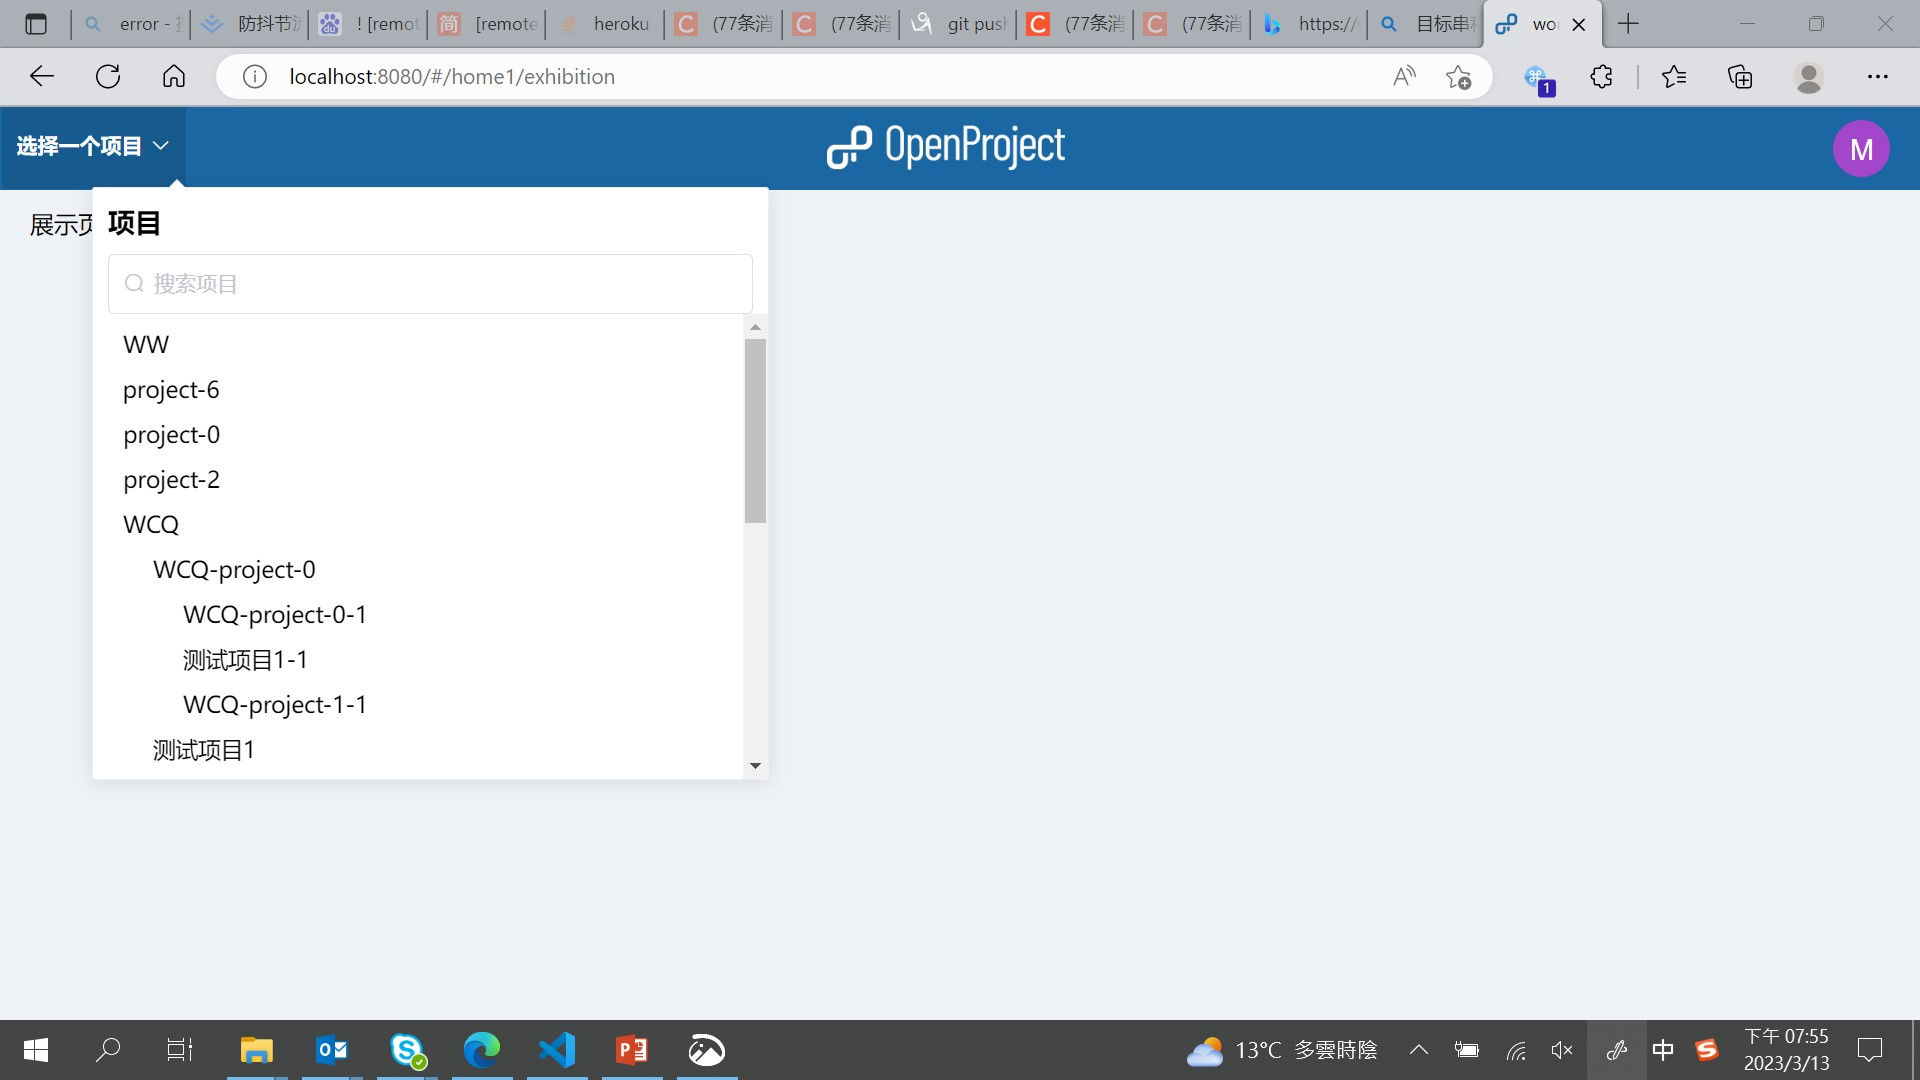 error - 
防抖节
! [remot
[remote
heroku
(77条消
(77条消
git pus
(77条消
(77条消
https://
目标串
wo
localhost:8080/#/home1/exhibition
1
选择一个项目
OpenProject
M
展示页
项目
搜索项目
WW
project-6
project-0
project-2
WCQ
WCQ-project-0
WCQ-project-0-1
测试项目1-1
WCQ-project-1-1
测试项目1
13°C 多雲時陰
中
下午 07:55
2023/3/13